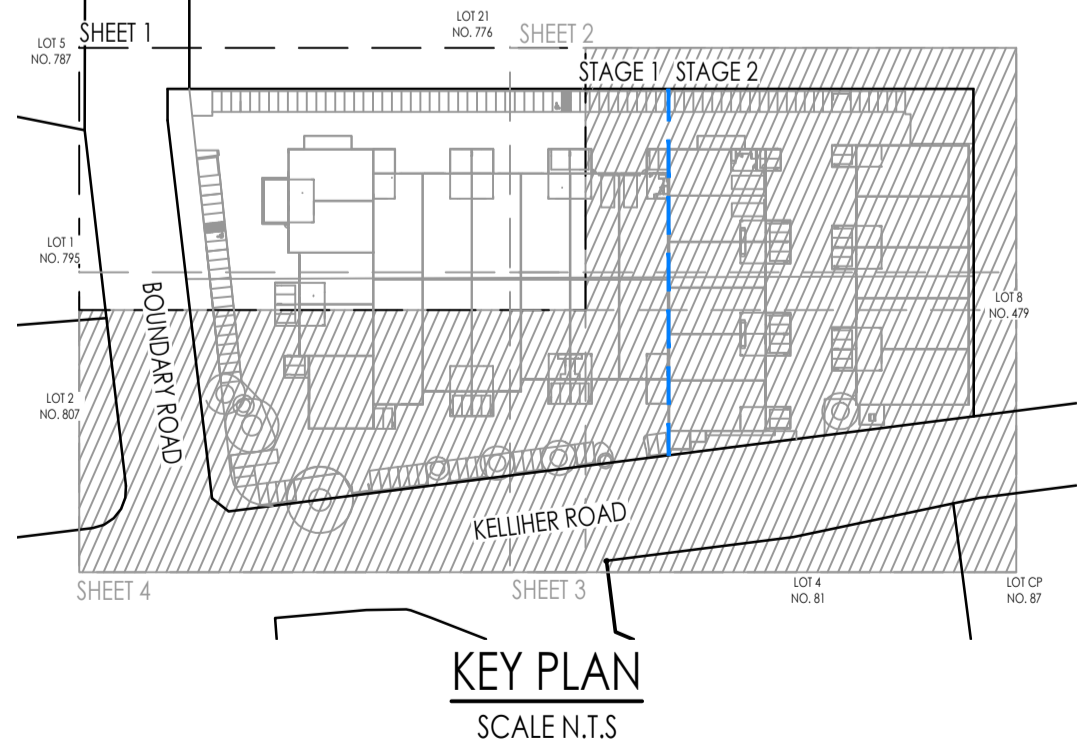 LOT 21
NO. 776
SHEET 1
SHEET 2
LOT 5
NO. 787
STAGE 1
STAGE 2
LOT 1
NO. 795
BOUNDARY ROAD
LOT 8
NO. 479
LOT 2
NO. 807
KELLIHER ROAD
SHEET 4
SHEET 3
LOT 4
NO. 81
LOT CP
NO. 87
KEY PLAN
SCALE N.T.S